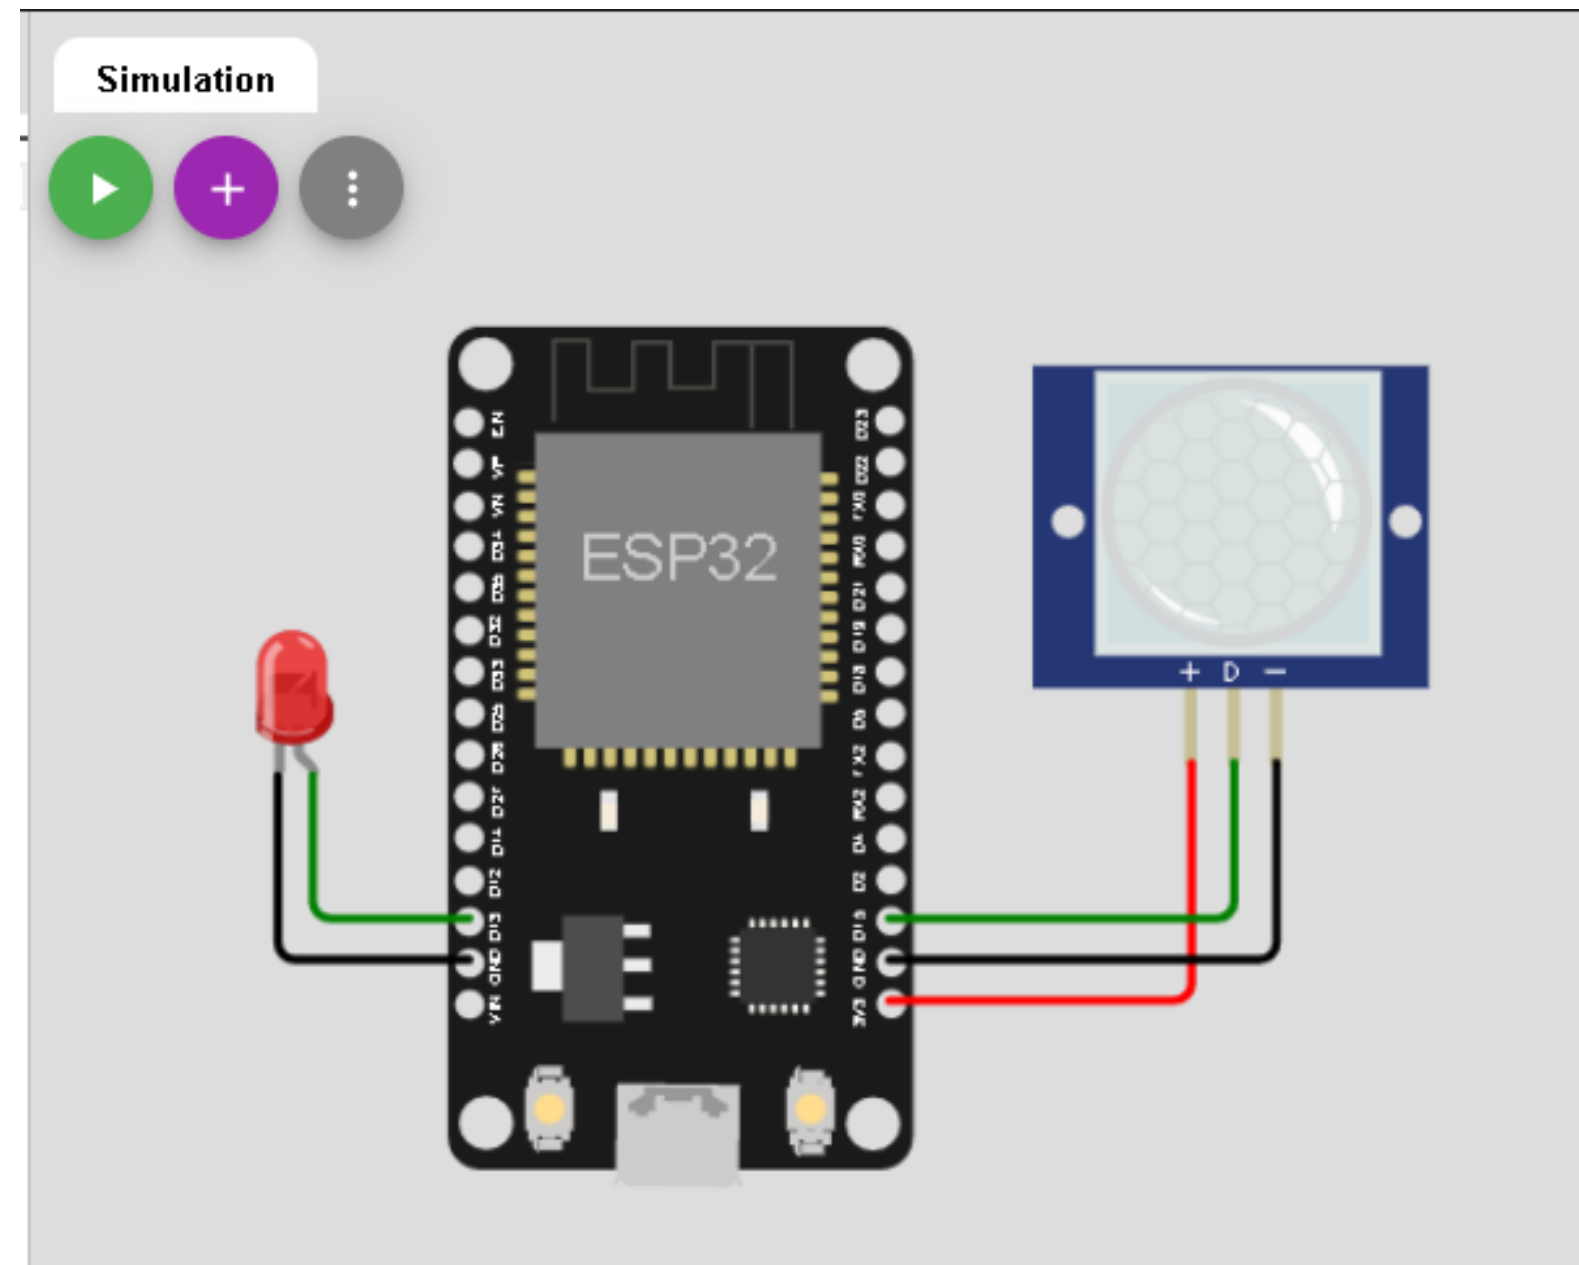 Simulation
EN
VP
VN
D34
D35
D32
D33
D25
D26
D27
D14
D12
D13
GND
VIN
ESP32
D23
D22
TX0
RX0
D21
D19
D18
D5
TX2
RX2
D4
D2
D15
GND
3V3
+ D −